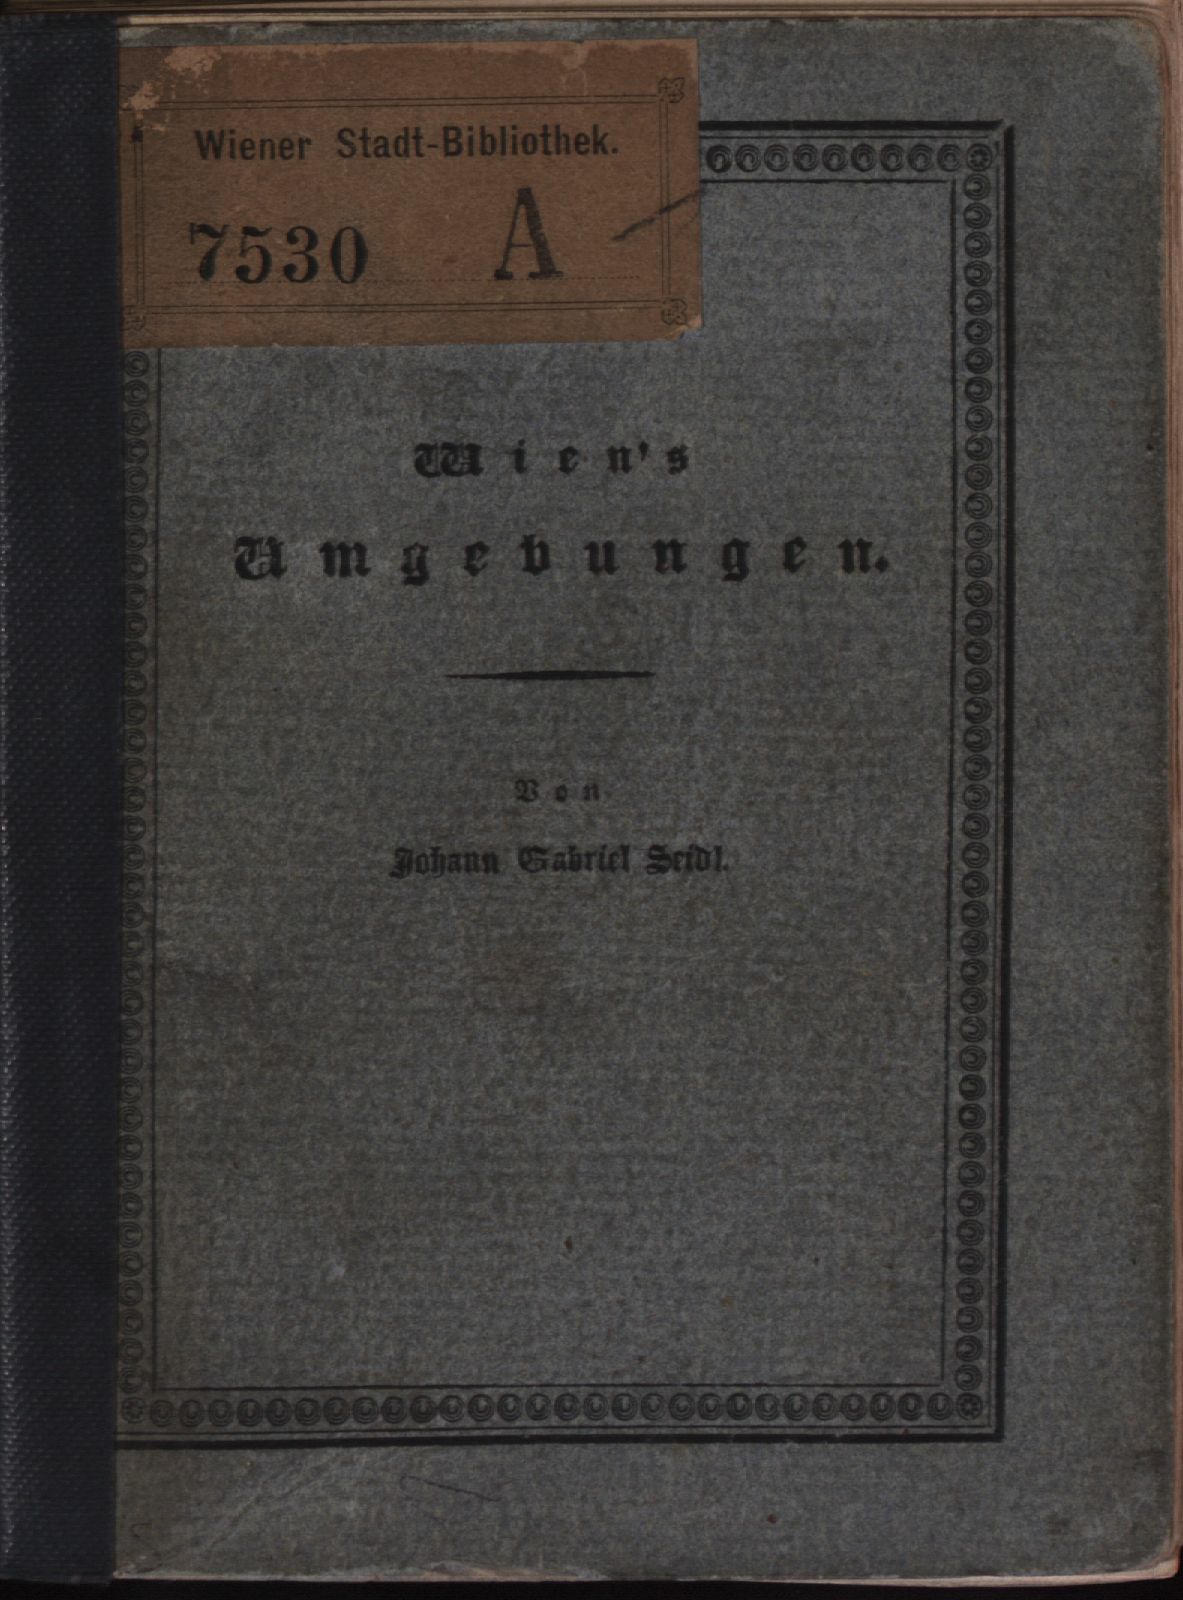 Wiener Stadt-Bibliothek.
7530 A
Wien's
Umgebungen.
Von
Johann Gabriel Seidl.